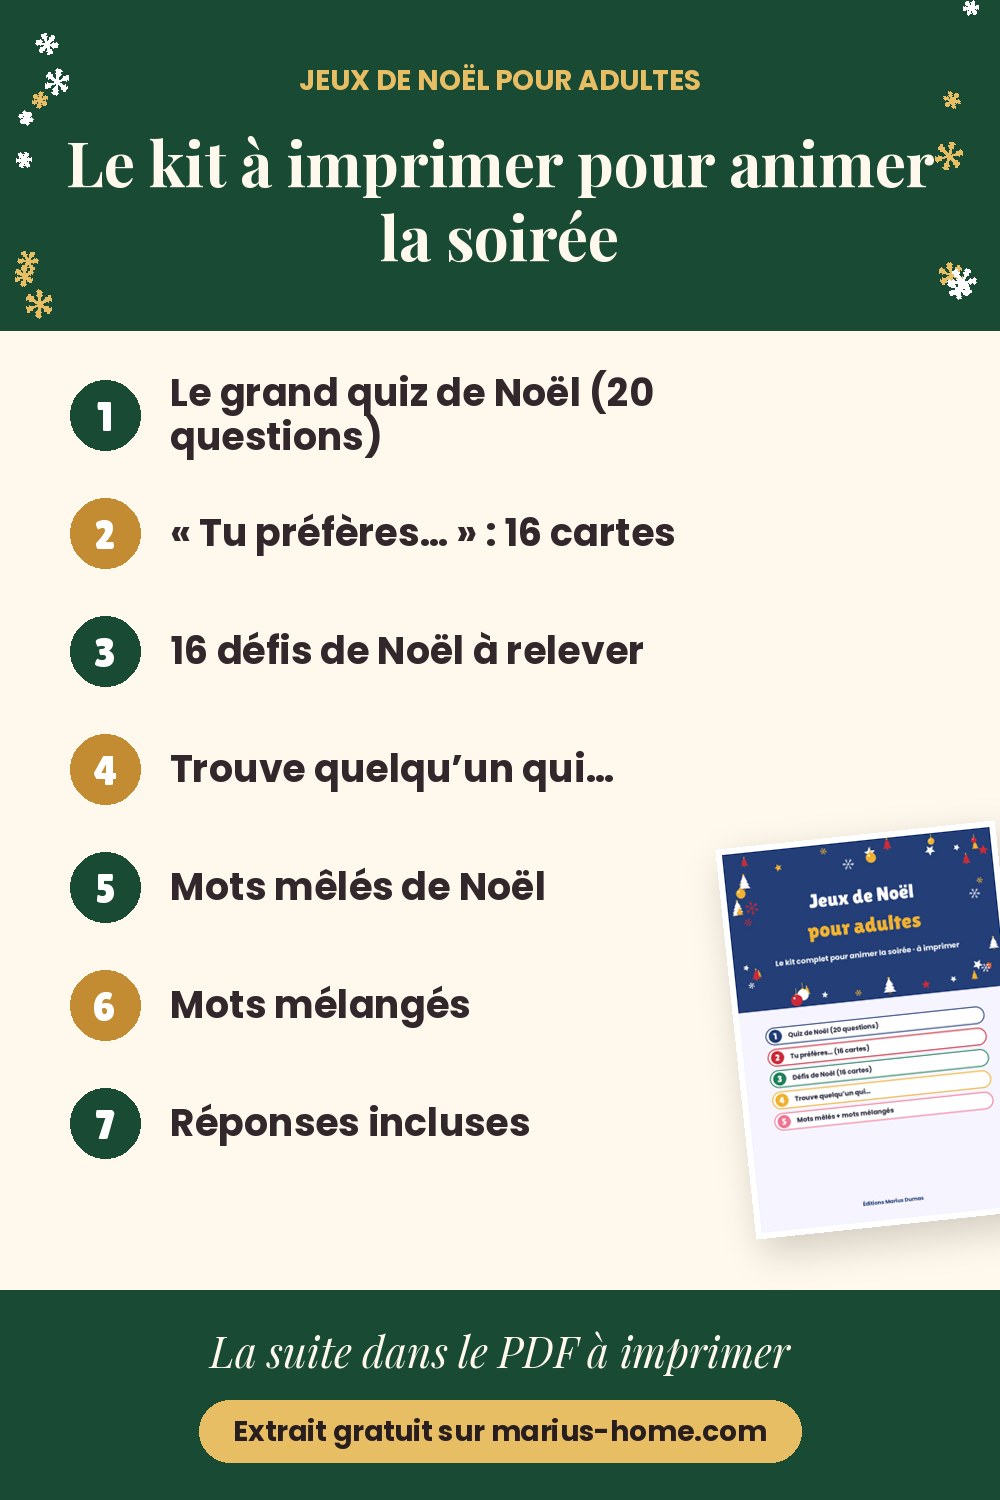 JEUX DE NOËL POUR ADULTES
Le kit à imprimer pour animer
la soirée
1
Le grand quiz de Noël (20
questions)
2
« Tu préfères... » : 16 cartes
3
16 défis de Noël à relever
4
Trouve quelqu’un qui...
5
Mots mêlés de Noël
6
Mots mélangés
7
Réponses incluses
Jeux de Noël
pour adultes
Le kit complet pour animer la soirée · à imprimer
1 Quiz de Noël (20 questions)
2 Tu préfères... (16 cartes)
3 Défis de Noël (16 cartes)
4 Trouve quelqu’un qui...
5 Mots mêlés + mots mélangés
Éditions Marius Dumas
La suite dans le PDF à imprimer
Extrait gratuit sur marius-home.com